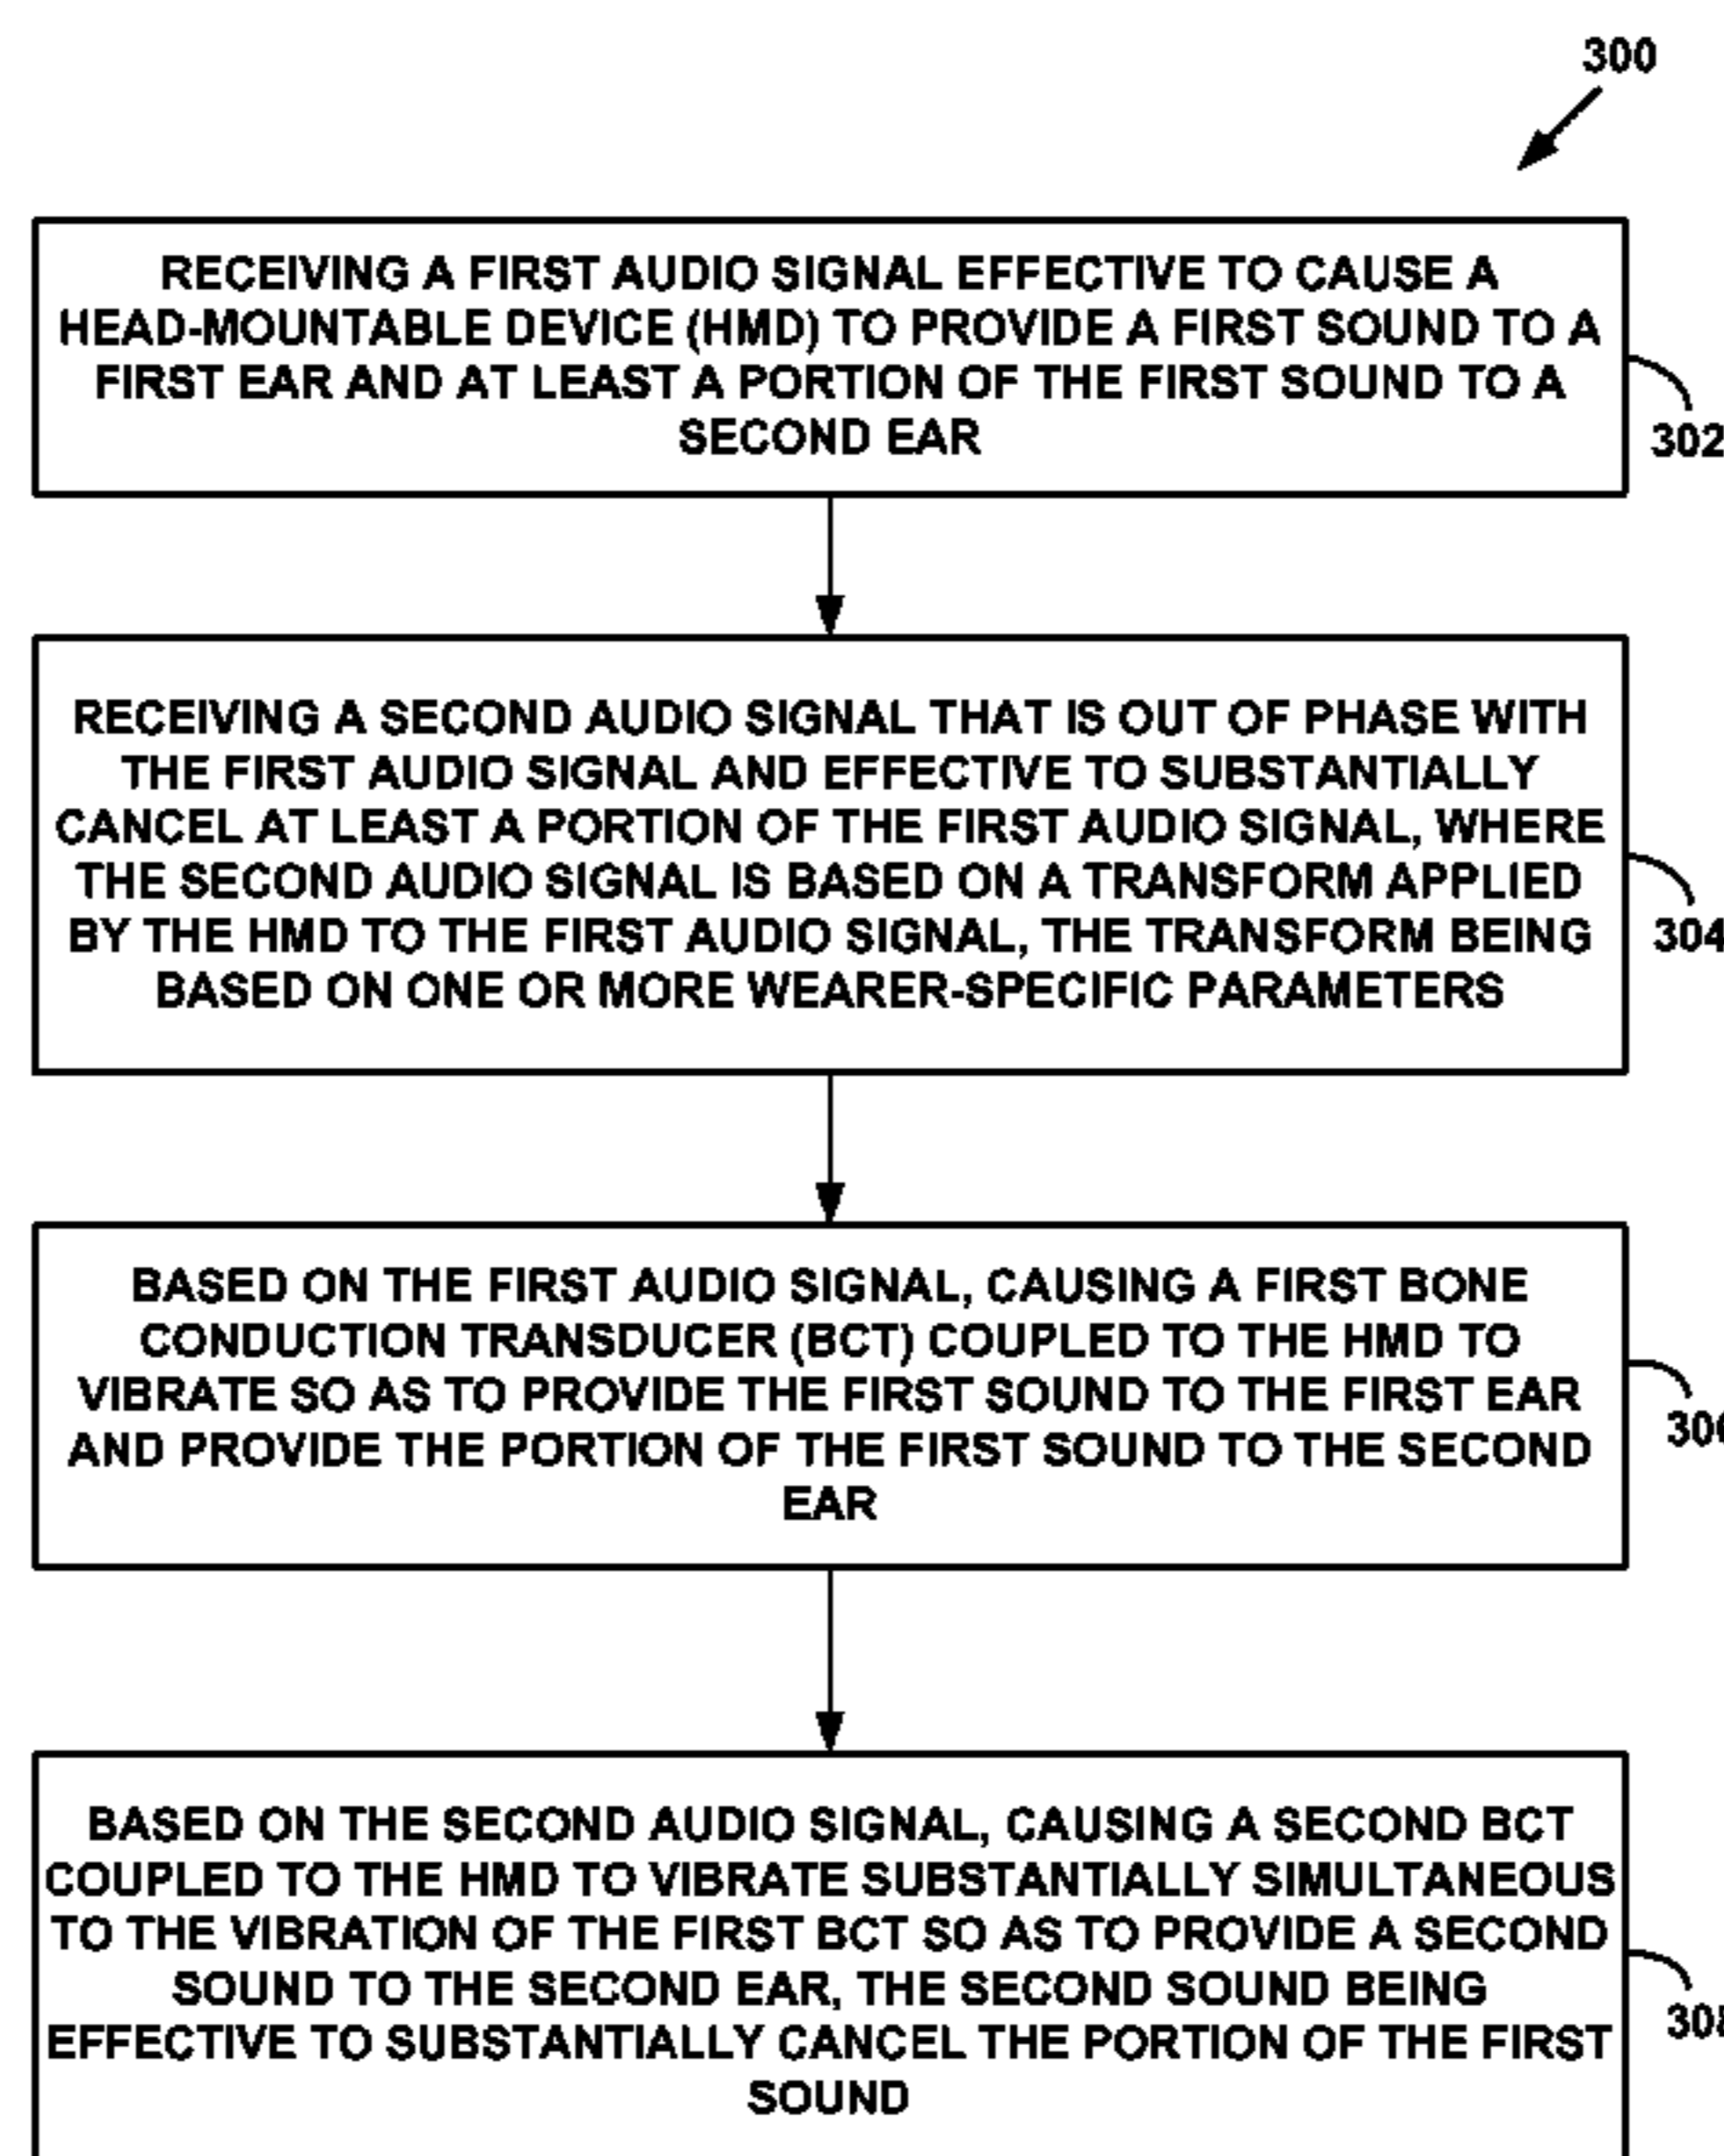 300
RECEIVING A FIRST AUDIO SIGNAL EFFECTIVE TO CAUSE A
HEAD-MOUNTABLE DEVICE (HMD) TO PROVIDE A FIRST SOUND TO A
FIRST EAR AND AT LEAST A PORTION OF THE FIRST SOUND TO A
SECOND EAR
302
RECEIVING A SECOND AUDIO SIGNAL THAT IS OUT OF PHASE WITH
THE FIRST AUDIO SIGNAL AND EFFECTIVE TO SUBSTANTIALLY
CANCEL AT LEAST A PORTION OF THE FIRST AUDIO SIGNAL, WHERE
THE SECOND AUDIO SIGNAL IS BASED ON A TRANSFORM APPLIED
BY THE HMD TO THE FIRST AUDIO SIGNAL, THE TRANSFORM BEING
BASED ON ONE OR MORE WEARER-SPECIFIC PARAMETERS
304
BASED ON THE FIRST AUDIO SIGNAL, CAUSING A FIRST BONE
CONDUCTION TRANSDUCER (BCT) COUPLED TO THE HMD TO
VIBRATE SO AS TO PROVIDE THE FIRST SOUND TO THE FIRST EAR
AND PROVIDE THE PORTION OF THE FIRST SOUND TO THE SECOND
EAR
306
BASED ON THE SECOND AUDIO SIGNAL, CAUSING A SECOND BCT
COUPLED TO THE HMD TO VIBRATE SUBSTANTIALLY SIMULTANEOUS
TO THE VIBRATION OF THE FIRST BCT SO AS TO PROVIDE A SECOND
SOUND TO THE SECOND EAR, THE SECOND SOUND BEING
EFFECTIVE TO SUBSTANTIALLY CANCEL THE PORTION OF THE FIRST
SOUND
308